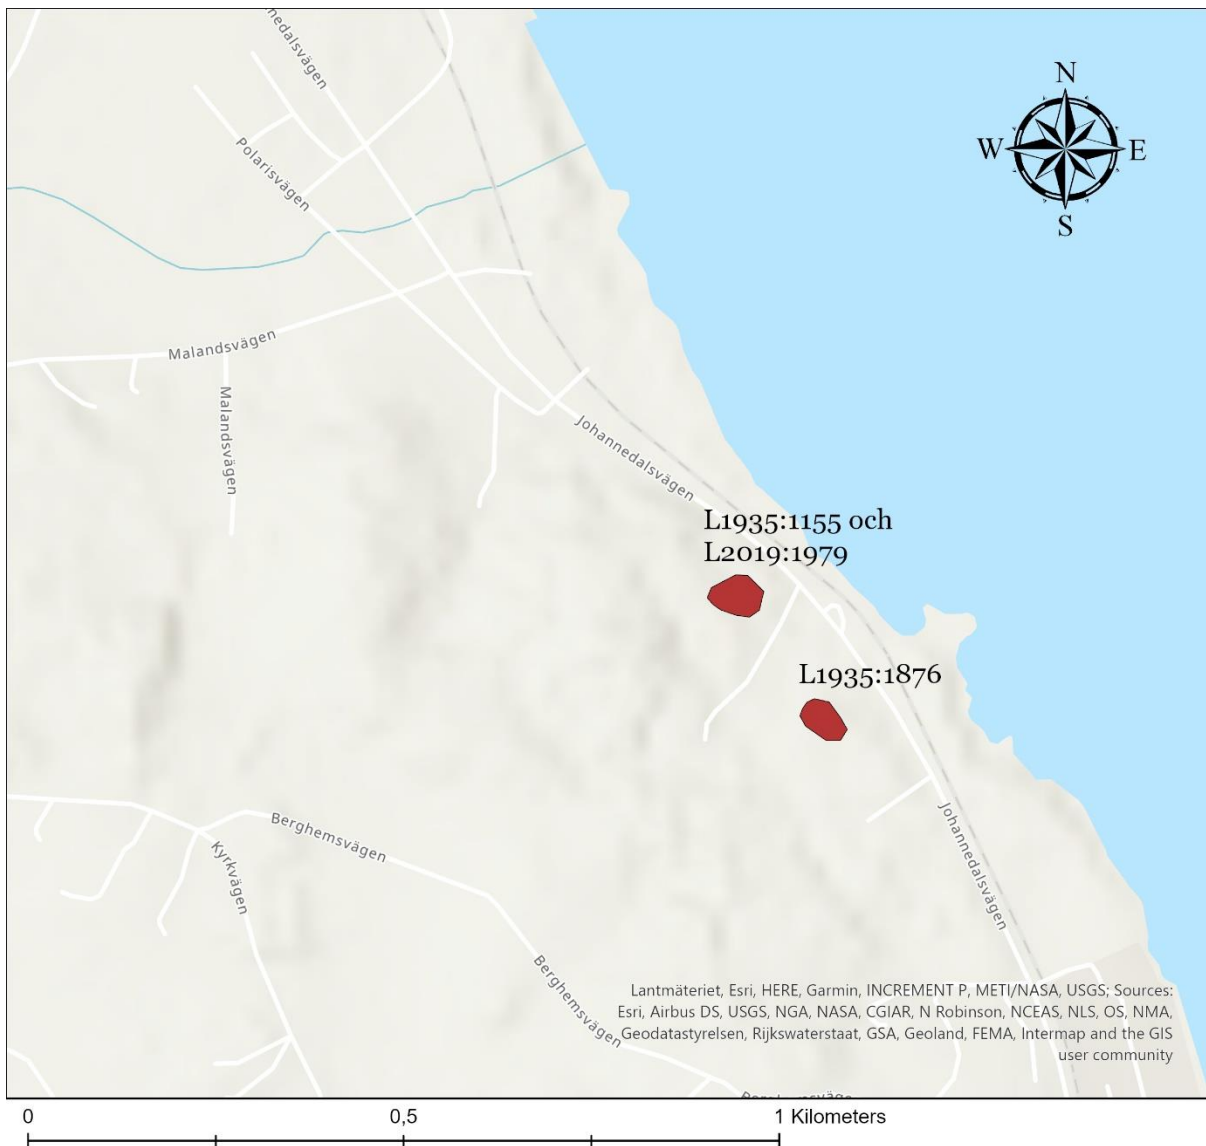 nedalsvägen
N
W
E
S
Polarisvägen
Malandsvägen
Malandsvägen
Johannedalsvägen
L1935:1155 och
L2019:1979
L1935:1876
Johannedalsvägen
Berghemsvägen
Kyrkvägen
Berghemsvägen
Lantmäteriet, Esri, HERE, Garmin, INCREMENT P, METI/NASA, USGS; Sources:
Esri, Airbus DS, USGS, NGA, NASA, CGIAR, N Robinson, NCEAS, NLS, OS, NMA,
Geodatastyrelsen, Rijkswaterstaat, GSA, Geoland, FEMA, Intermap and the GIS
user community
0
0,5
1 Kilometers